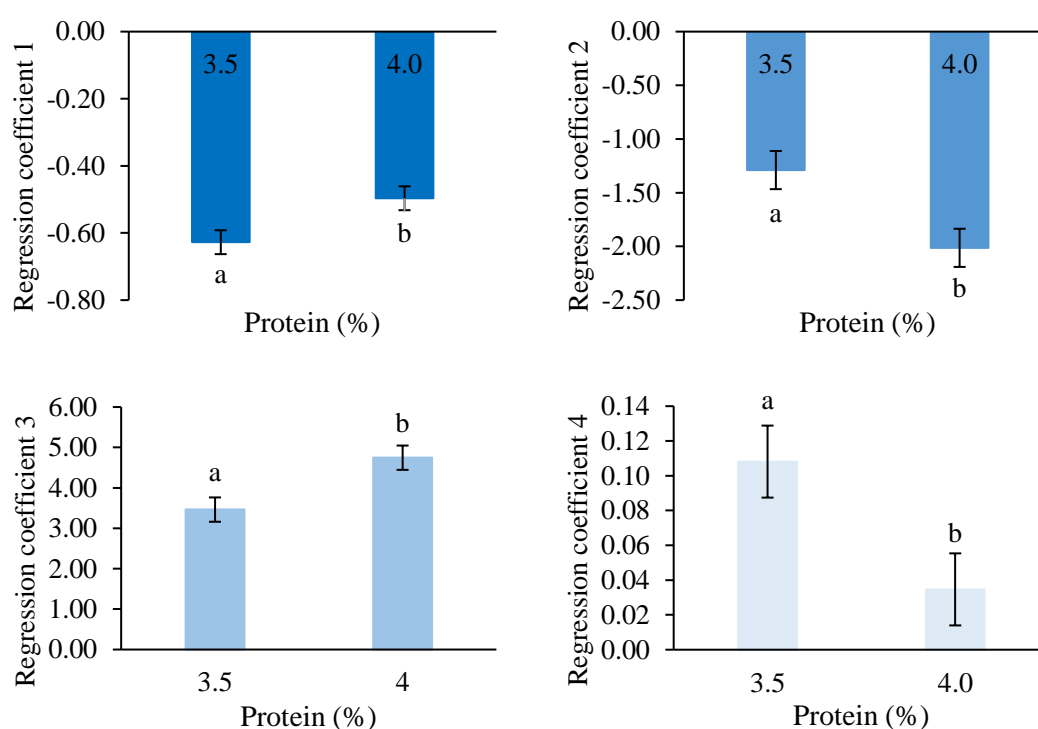 Regression coefficient 1
0.00
-0.20
-0.40
-0.60
-0.80
3.5
4.0
a
b
Protein (%)
Regression coefficient 2
0.00
-0.50
-1.00
-1.50
-2.00
-2.50
3.5
4.0
a
b
Protein (%)
Regression coefficient 3
6.00
5.00
4.00
3.00
2.00
1.00
0.00
a
b
3.5
4
Protein (%)
Regression coefficient 4
0.14
0.12
0.10
0.08
0.06
0.04
0.02
0.00
a
b
3.5
4.0
Protein (%)